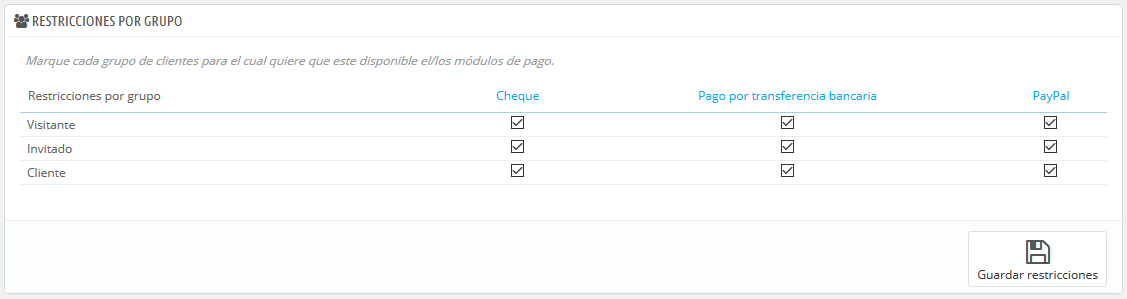 RESTRICCIONES POR GRUPO
Marque cada grupo de clientes para el cual quiere que este disponible el/los módulos de pago.
Restricciones por grupo Cheque Pago por transferencia bancaria PayPal
Visitante
Invitado
Cliente
Guardar restricciones